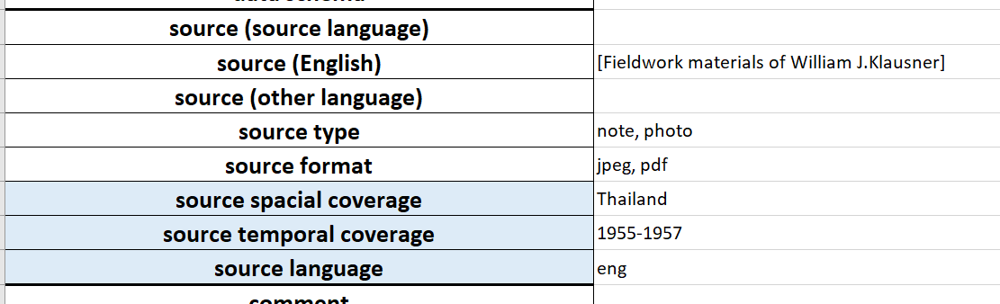 source (source language)
source (English) [Fieldwork materials of William J.Klausner]
source (other language)
source type note, photo
source format jpeg, pdf
source spacial coverage Thailand
source temporal coverage 1955-1957
source language eng
comment